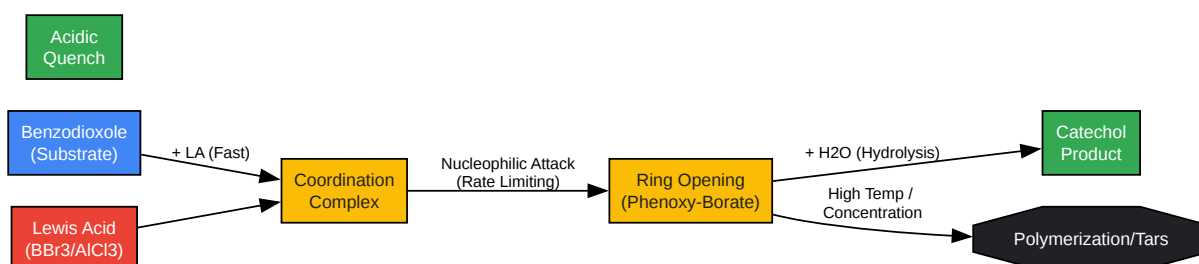 Acidic
Quench
Benzodioxole
(Substrate)
+ LA (Fast)
Lewis Acid
(BBr3/AlCl3)
Coordination
Complex
Nucleophilic Attack
(Rate Limiting)
Ring Opening
(Phenoxy-Borate)
+ H2O (Hydrolysis)
High Temp /
Concentration
Catechol
Product
Polymerization/Tars